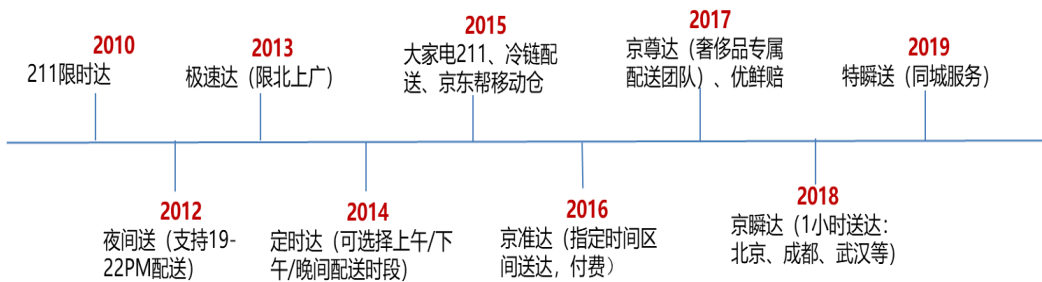 2010
211限时达
2012
夜间送（支持19-
22PM配送）
2013
极速达（限北上广）
2014
定时达（可选择上午/下
午/晚间配送时段）
2015
大家电211、冷链配
送、京东帮移动仓
2016
京准达（指定时间区
间送达，付费）
2017
京尊达（奢侈品专属
配送团队）、优鲜赔
2018
京瞬达（1小时送达：
北京、成都、武汉等）
2019
特瞬送（同城服务）